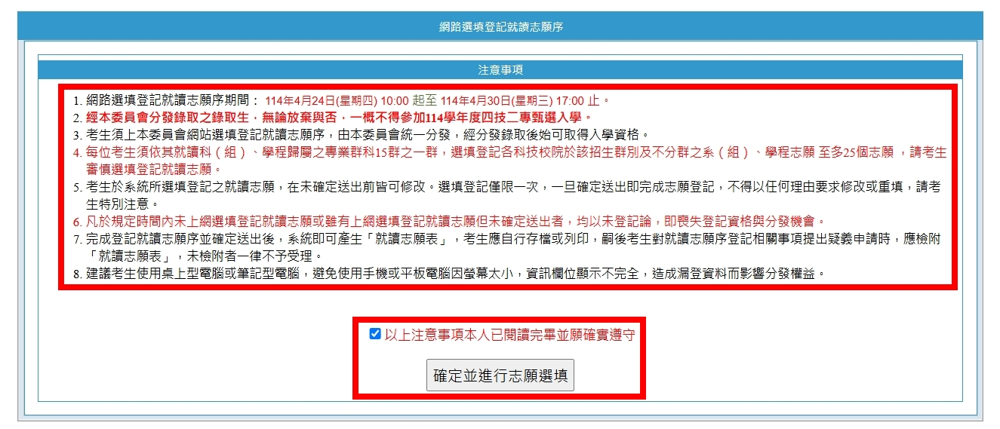 網路選填登記就讀志願序
注意事項
1. 網路選填登記就讀志願序期間： 114年4月24日(星期四) 10:00 起至 114年4月30日(星期三) 17:00 止。
2. 經本委員會分發錄取之錄取生，無論放棄與否，一概不得參加114學年度四技二專甄選入學。
3. 考生須上本委員會網站選填登記就讀志願序，由本委員會統一分發，經分發錄取後始可取得入學資格。
4. 每位考生須依其就讀科（組）、學程歸屬之專業群科15群之一群，選填登記各科技校院於該招生群別及不分群之系（組）、學程志願 至多25個志願 ，請考生
審慎選填登記就讀志願。
5. 考生於系統所選填登記之就讀志願，在未確定送出前皆可修改。選填登記僅限一次，一旦確定送出即完成志願登記，不得以任何理由要求修改或重填，請考
生特別注意。
6. 凡於規定時間內未上網選填登記就讀志願或雖有上網選填登記就讀志願但未確定送出者，均以未登記論，即喪失登記資格與分發機會。
7. 完成登記就讀志願序並確定送出後，系統即可產生「就讀志願表」，考生應自行存檔或列印，嗣後考生對就讀志願序登記相關事項提出疑義申請時，應檢附
「就讀志願表」，未檢附者一律不予受理。
8. 建議考生使用桌上型電腦或筆記型電腦，避免使用手機或平板電腦因螢幕太小，資訊欄位顯示不完全，造成漏登資料而影響分發權益。
以上注意事項本人已閱讀完畢並願確實遵守
確定並進行志願選填